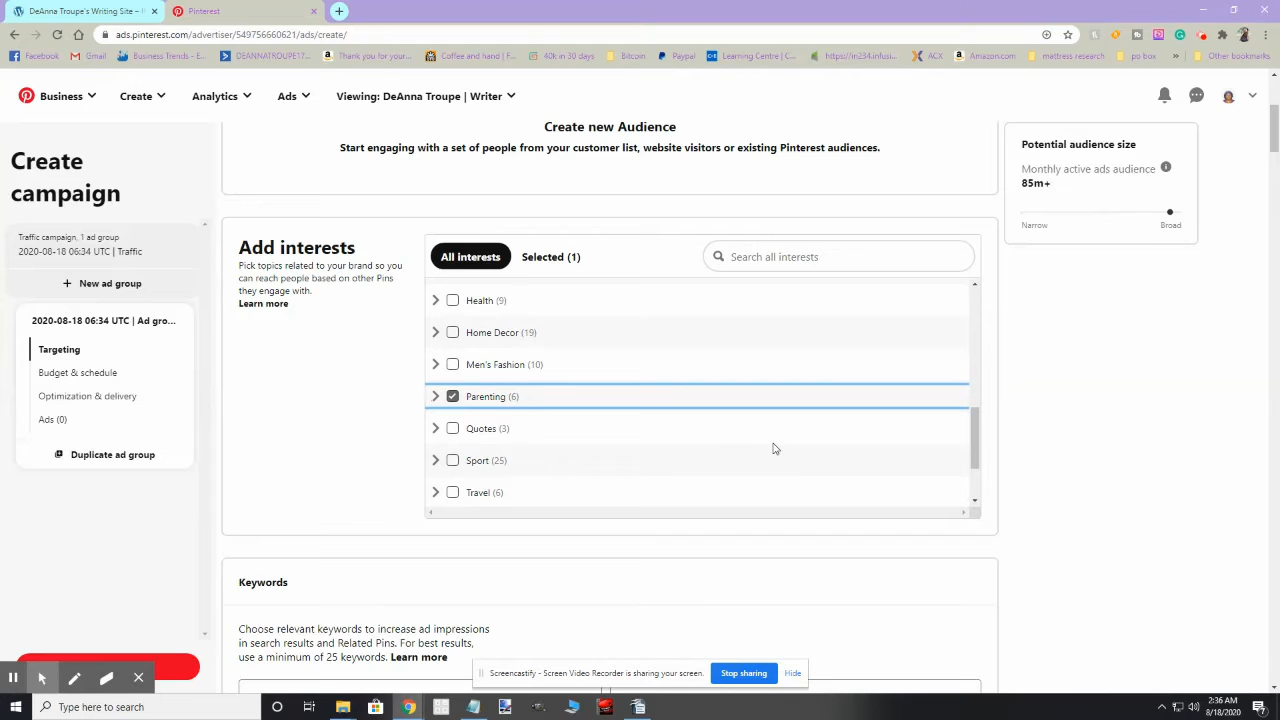 DeAnna Troupe's Writing Site – I
Pinterest
ads.pinterest.com/advertiser/549756660621/ads/create/
Facebook
Gmail
Business Trends - E...
DEANNATROUPE17...
Thank you for your...
Coffee and hand | F...
40k in 30 days
Bitcoin
Paypal
Learning Centre | C...
https://m234.infusi...
ACX
Amazon.com
mattress research
po box
»
Other bookmarks
Business
Create
Analytics
Ads
Viewing: DeAnna Troupe | Writer
Create campaign
Traffic campaign, 1 ad group
2020-08-18 06:34 UTC | Traffic
+ New ad group
2020-08-18 06:34 UTC | Ad gro...
Targeting
Budget & schedule
Optimization & delivery
Ads (0)
Duplicate ad group
Create new Audience
Start engaging with a set of people from your customer list, website visitors or existing Pinterest audiences.
Add interests
Pick topics related to your brand so you
can reach people based on other Pins
they engage with.
Learn more
All interests
Selected (1)
Search all interests
Health (9)
Home Decor (19)
Men's Fashion (10)
Parenting (6)
Quotes (3)
Sport (25)
Travel (6)
Keywords
Choose relevant keywords to increase ad impressions
in search results and Related Pins. For best results,
use a minimum of 25 keywords. Learn more
Potential audience size
Monthly active ads audience
85m+
Narrow
Broad
Screencastify - Screen Video Recorder is sharing your screen.
Stop sharing
Hide
Type here to search
2:36 AM
8/18/2020